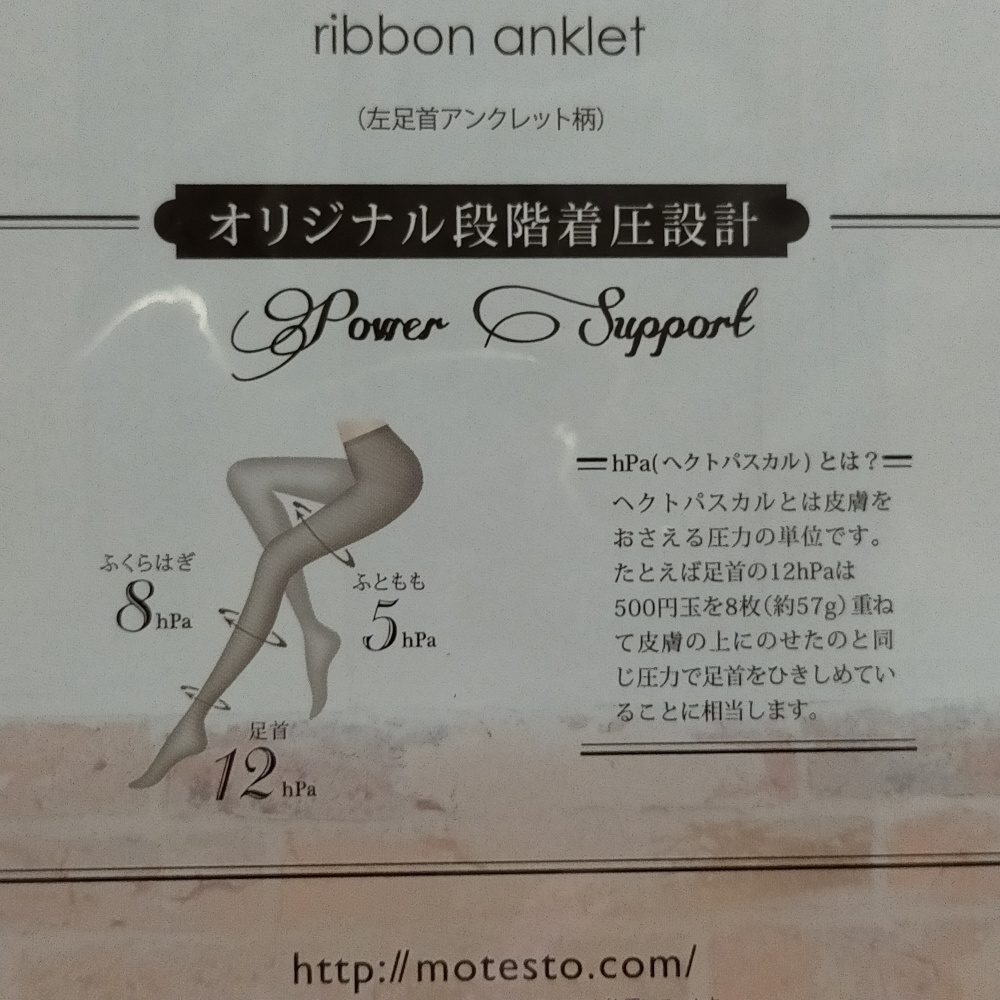 ribbon anklet
（左足首アンクレット柄）
オリジナル段階着圧設計
Power Support
ふくらはぎ
8hPa
ふともも
5hPa
足首
12hPa
hPa(ヘクトパスカル)とは？
ヘクトパスカルとは皮膚を
おさえる圧力の単位です。
たとえば足首の12hPaは
500円玉を8枚（約57g）重ね
て皮膚の上にのせたのと同
じ圧力で足首をひきしめてい
ることに相当します。
http://motesto.com/